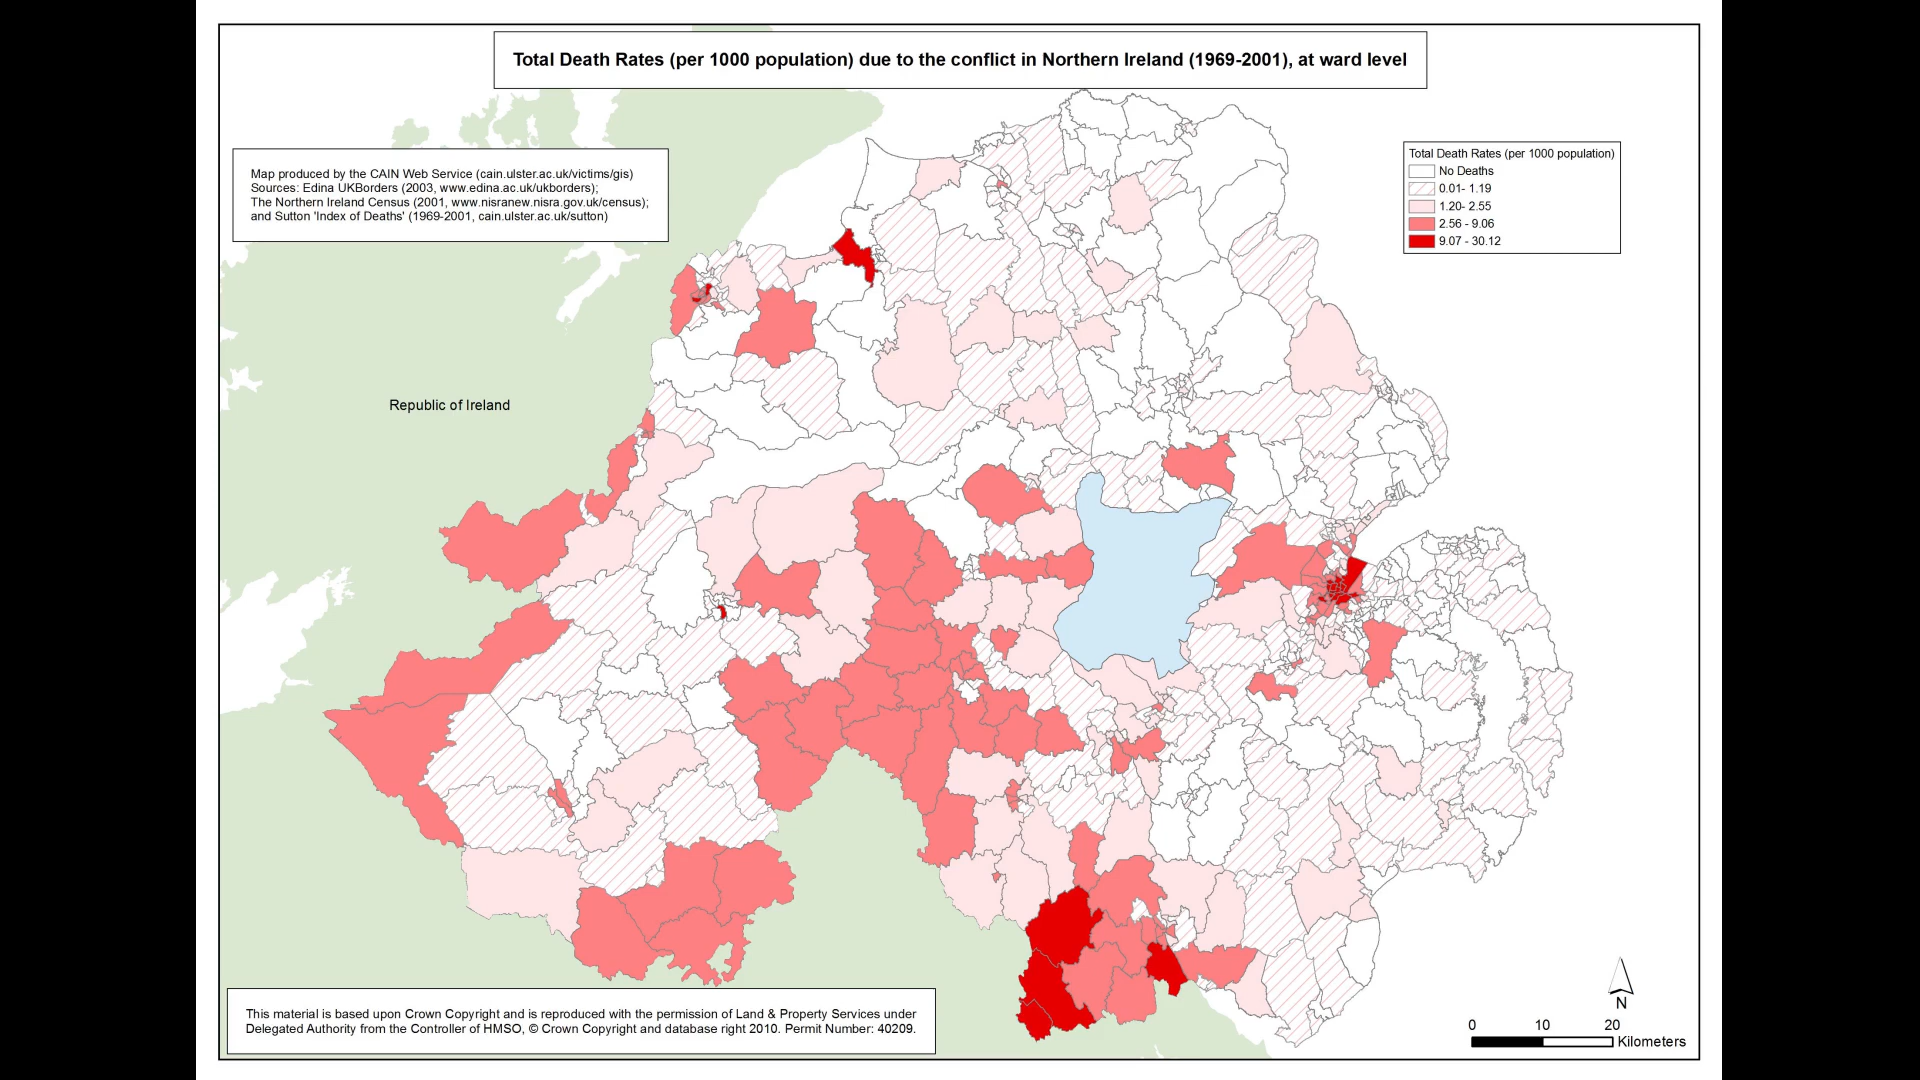 Total Death Rates (per 1000 population) due to the conflict in Northern Ireland (1969-2001), at ward level
Map produced by the CAIN Web Service (cain.ulster.ac.uk/victims/gis)
Sources: Edina UKBorders (2003, www.edina.ac.uk/ukborders);
The Northern Ireland Census (2001, www.nisranew.nisra.gov.uk/census);
and Sutton 'Index of Deaths' (1969-2001, cain.ulster.ac.uk/sutton)
Total Death Rates (per 1000 population)
No Deaths
0.01- 1.19
1.20- 2.55
2.56 - 9.06
9.07 - 30.12
Republic of Ireland
This material is based upon Crown Copyright and is reproduced with the permission of Land & Property Services under
Delegated Authority from the Controller of HMSO, © Crown Copyright and database right 2010. Permit Number: 40209.
N
0 10 20
Kilometers